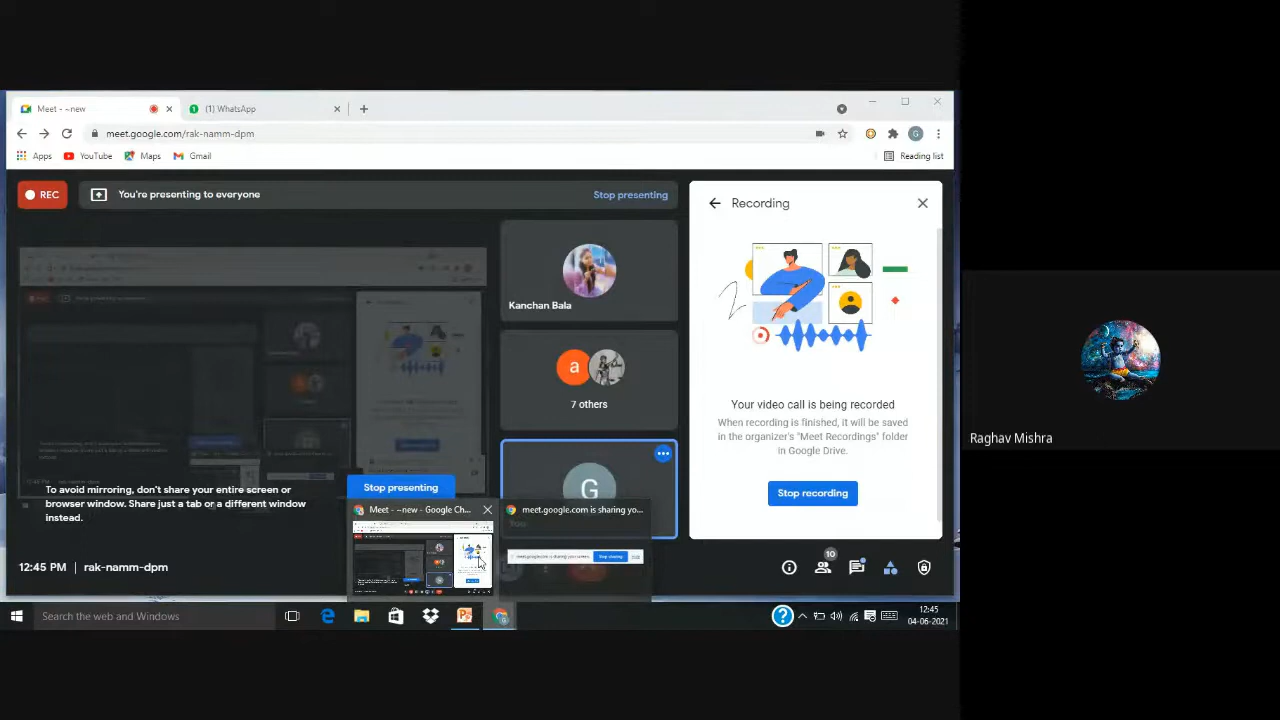 Meet - ~new
(1) WhatsApp
meet.google.com/rak-namm-dpm
G
Apps
YouTube
Maps
Gmail
Reading list
REC
You're presenting to everyone
Stop presenting
Recording
Kanchan Bala
a
7 others
Your video call is being recorded
When recording is finished, it will be saved
in the organizer's "Meet Recordings" folder
in Google Drive.
Stop recording
Raghav Mishra
G
You
To avoid mirroring, don't share your entire screen or
browser window. Share just a tab or a different window
instead.
Stop presenting
Meet - ~new - Google Ch...
meet.google.com is sharing yo...
12:45 PM | rak-namm-dpm
10
Search the web and Windows
12:45
04-06-2021